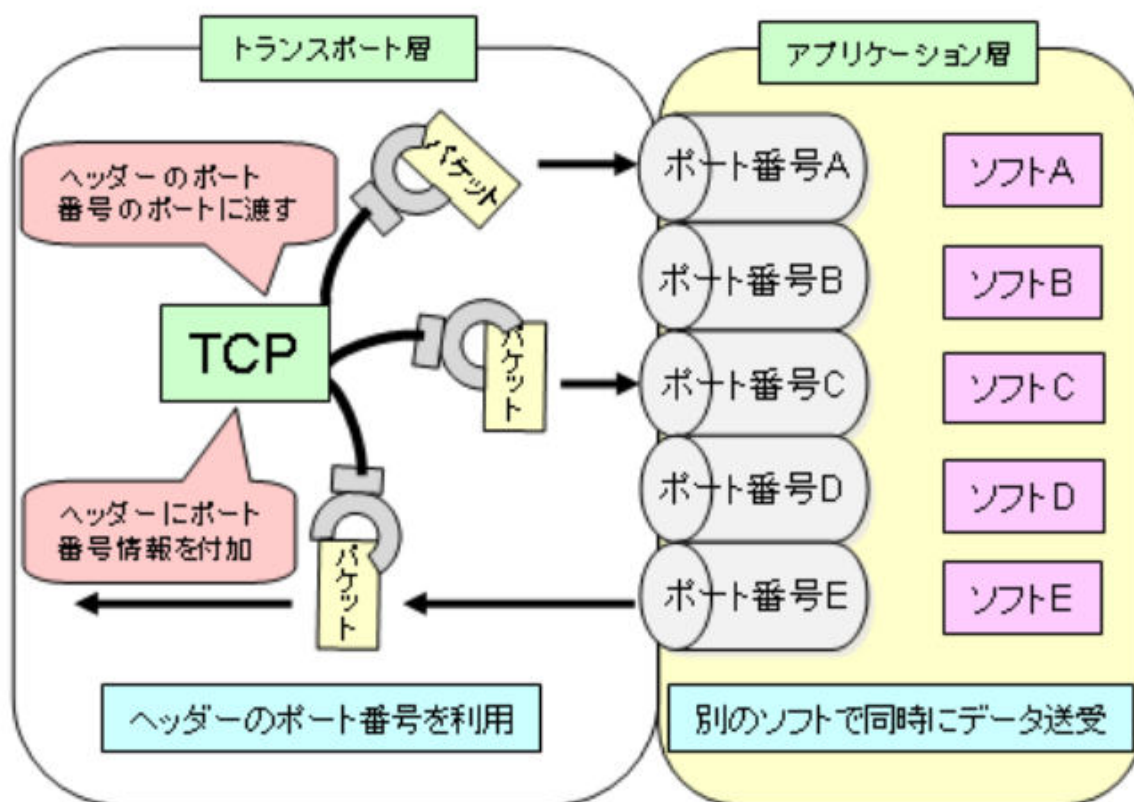 トランスポート層
アプリケーション層
ヘッダーのポート
番号のポートに渡す
パケット
ポート番号A
ソフトA
ポート番号B
ソフトB
TCP
パケット
ポート番号C
ソフトC
ヘッダーにポート
番号情報を付加
ポート番号D
ソフトD
パケット
ポート番号E
ソフトE
ヘッダーのポート番号を利用
別のソフトで同時にデータ送受